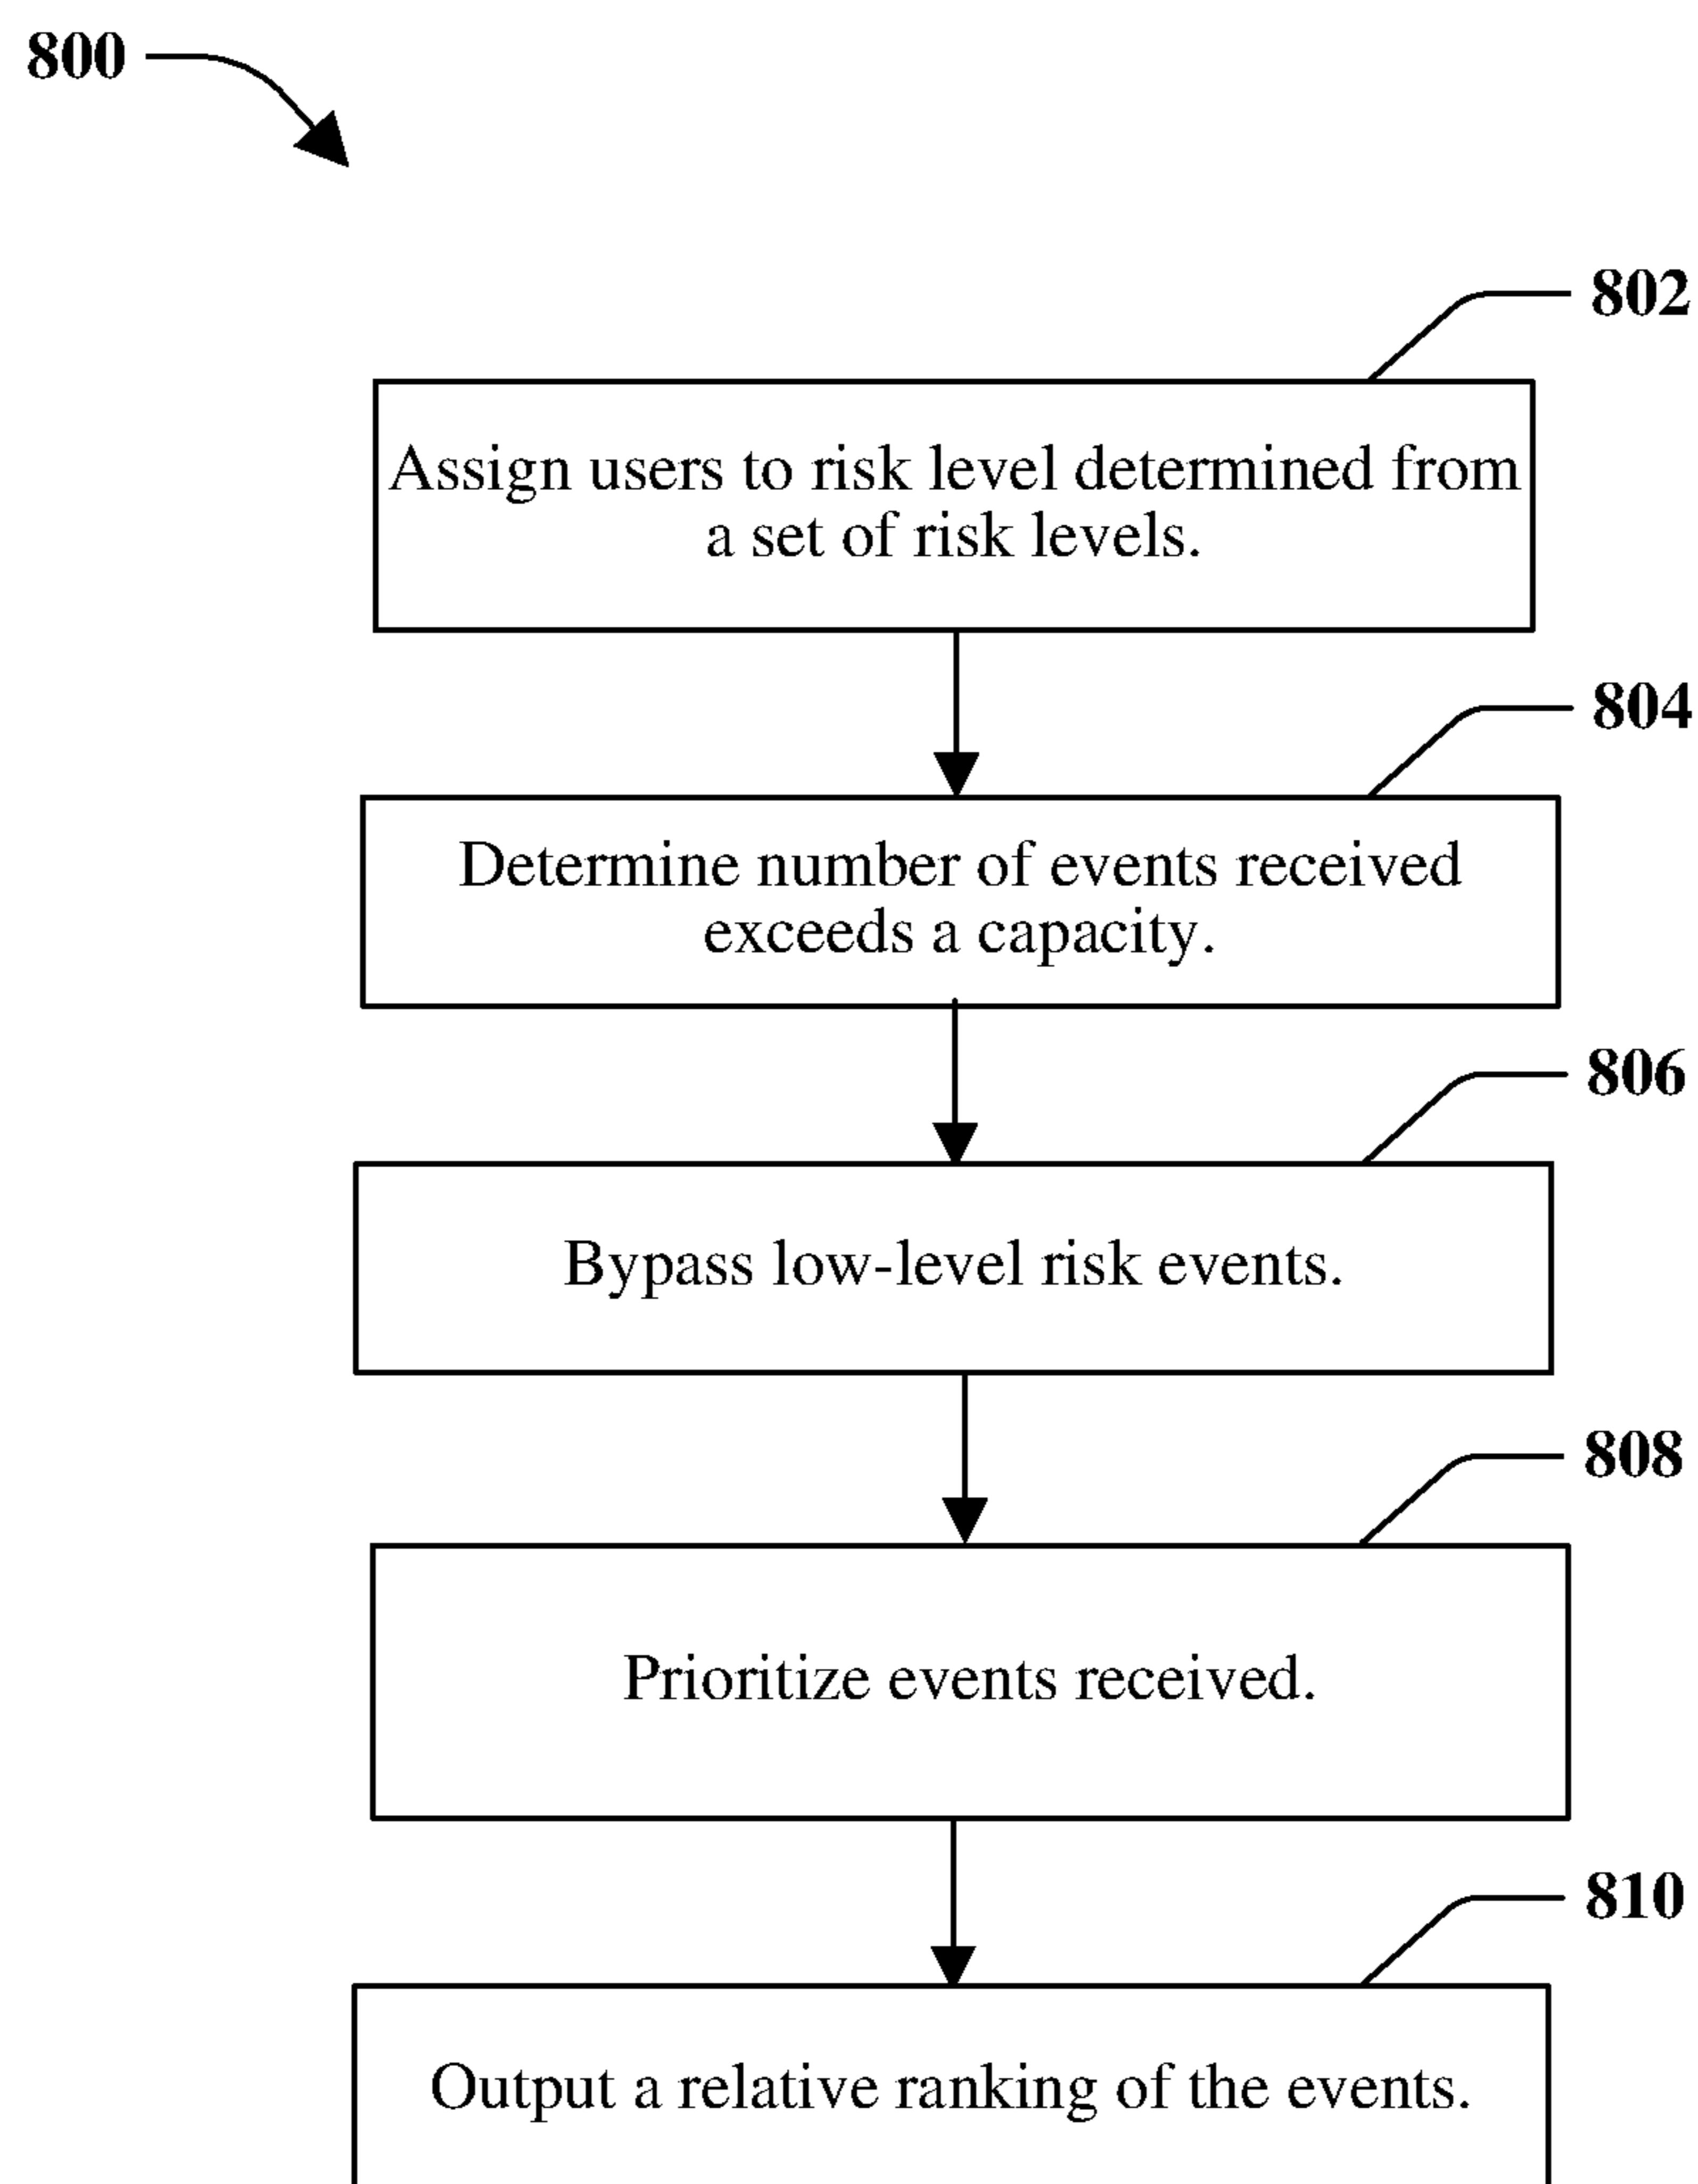 800
802
Assign users to risk level determined from
a set of risk levels.
804
Determine number of events received
exceeds a capacity.
806
Bypass low-level risk events.
808
Prioritize events received.
810
Output a relative ranking of the events.